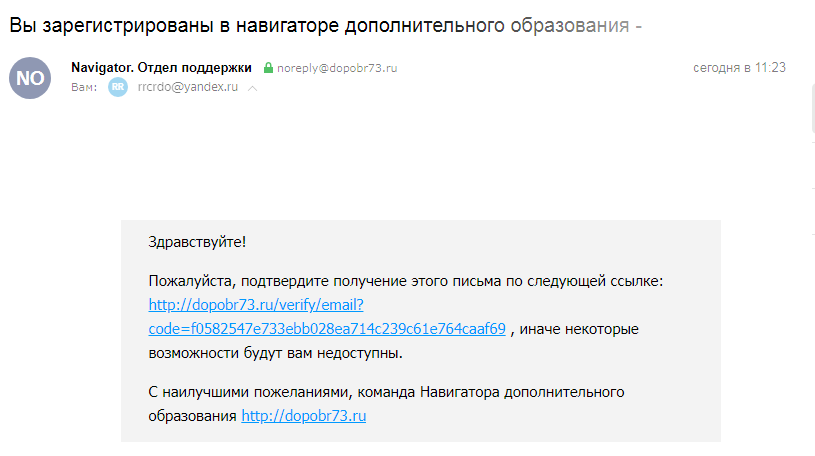 Вы зарегистрированы в навигаторе дополнительного образования -
NO
Navigator. Отдел поддержки noreply@dopobr73.ru сегодня в 11:23
Вам: RR rrcrdo@yandex.ru
Здравствуйте!
Пожалуйста, подтвердите получение этого письма по следующей ссылке:
http://dopobr73.ru/verify/email?
code=f0582547e733ebb028ea714c239c61e764caaf69 , иначе некоторые
возможности будут вам недоступны.
С наилучшими пожеланиями, команда Навигатора дополнительного
образования http://dopobr73.ru